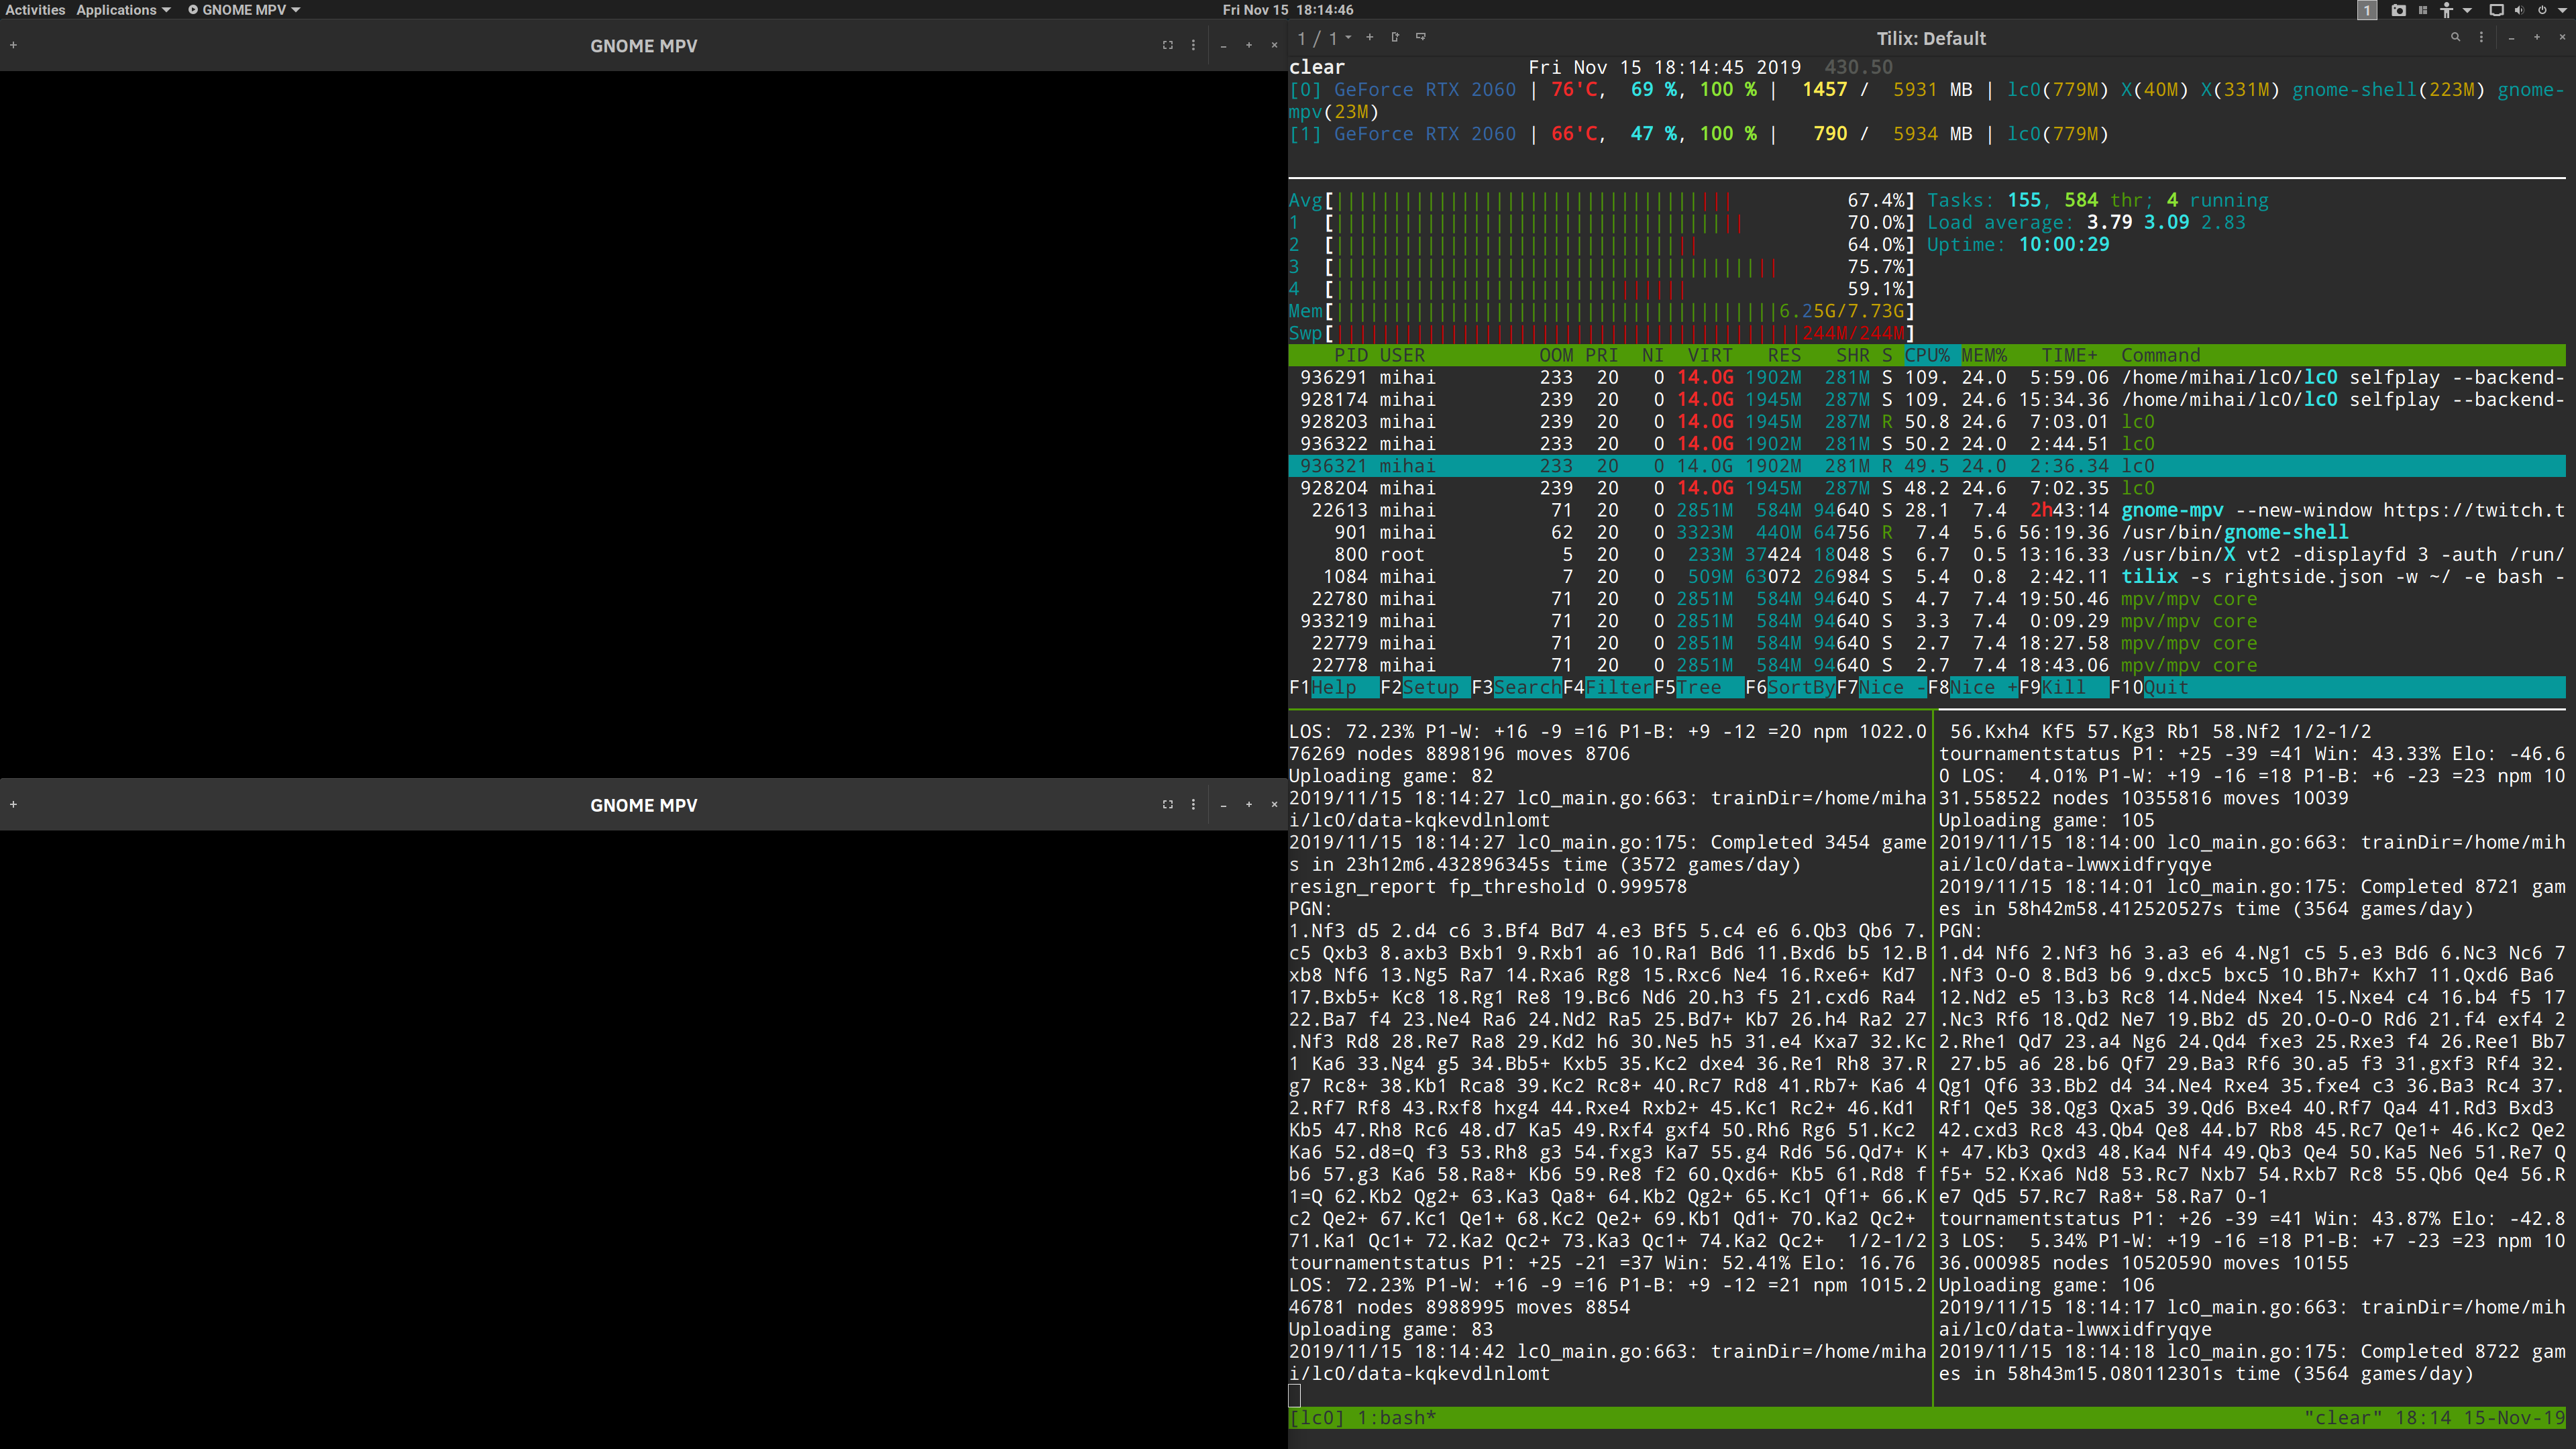 Activities Applications GNOME MPV Fri Nov 15 18:14:46 1
GNOME MPV
GNOME MPV
1 / 1 Tilix: Default
clear Fri Nov 15 18:14:45 2019 430.50
[0] GeForce RTX 2060 | 76'C, 69 %, 100 % | 1457 / 5931 MB | lc0(779M) X(40M) X(331M) gnome-shell(223M) gnome-
mpv(23M)
[1] GeForce RTX 2060 | 66'C, 47 %, 100 % | 790 / 5934 MB | lc0(779M)
Avg[ 67.4%] Tasks: 155, 584 thr; 4 running
1 [ 70.0%] Load average: 3.79 3.09 2.83
2 [ 64.0%] Uptime: 10:00:29
3 [ 75.7%]
4 [ 59.1%]
Mem[ 6.25G/7.73G]
Swp[ 244M/244M]
PID USER OOM PRI NI VIRT RES SHR S CPU% MEM% TIME+ Command
936291 mihai 233 20 0 14.0G 1902M 281M S 109. 24.0 5:59.06 /home/mihai/lc0/lc0 selfplay --backend-
928174 mihai 239 20 0 14.0G 1945M 287M S 109. 24.6 15:34.36 /home/mihai/lc0/lc0 selfplay --backend-
928203 mihai 239 20 0 14.0G 1945M 287M R 50.8 24.6 7:03.01 lc0
936322 mihai 233 20 0 14.0G 1902M 281M S 50.2 24.0 2:44.51 lc0
936321 mihai 233 20 0 14.0G 1902M 281M R 49.5 24.0 2:36.34 lc0
928204 mihai 239 20 0 14.0G 1945M 287M S 48.2 24.6 7:02.35 lc0
22613 mihai 71 20 0 2851M 584M 94640 S 28.1 7.4 2h43:14 gnome-mpv --new-window https://twitch.t
901 mihai 62 20 0 3323M 440M 64756 R 7.4 5.6 56:19.36 /usr/bin/gnome-shell
800 root 5 20 0 233M 37424 18048 S 6.7 0.5 13:16.33 /usr/bin/X vt2 -displayfd 3 -auth /run/
1084 mihai 7 20 0 509M 63072 26984 S 5.4 0.8 2:42.11 tilix -s rightside.json -w ~/ -e bash -
22780 mihai 71 20 0 2851M 584M 94640 S 4.7 7.4 19:50.46 mpv/mpv core
933219 mihai 71 20 0 2851M 584M 94640 S 3.3 7.4 0:09.29 mpv/mpv core
22779 mihai 71 20 0 2851M 584M 94640 S 2.7 7.4 18:27.58 mpv/mpv core
22778 mihai 71 20 0 2851M 584M 94640 S 2.7 7.4 18:43.06 mpv/mpv core
F1Help F2Setup F3SearchF4FilterF5Tree F6SortByF7Nice -F8Nice +F9Kill F10Quit
LOS: 72.23% P1-W: +16 -9 =16 P1-B: +9 -12 =20 npm 1022.0
76269 nodes 8898196 moves 8706
Uploading game: 82
2019/11/15 18:14:27 lc0_main.go:663: trainDir=/home/miha
i/lc0/data-kqkevdlnlomt
2019/11/15 18:14:27 lc0_main.go:175: Completed 3454 game
s in 23h12m6.432896345s time (3572 games/day)
resign_report fp_threshold 0.999578
PGN:
1.Nf3 d5 2.d4 c6 3.Bf4 Bd7 4.e3 Bf5 5.c4 e6 6.Qb3 Qb6 7.
c5 Qxb3 8.axb3 Bxb1 9.Rxb1 a6 10.Ra1 Bd6 11.Bxd6 b5 12.B
xb8 Nf6 13.Ng5 Ra7 14.Rxa6 Rg8 15.Rxc6 Ne4 16.Rxe6+ Kd7
17.Bxb5+ Kc8 18.Rg1 Re8 19.Bc6 Nd6 20.h3 f5 21.cxd6 Ra4
22.Ba7 f4 23.Ne4 Ra6 24.Nd2 Ra5 25.Bd7+ Kb7 26.h4 Ra2 27
.Nf3 Rd8 28.Re7 Ra8 29.Kd2 h6 30.Ne5 h5 31.e4 Kxa7 32.Kc
1 Ka6 33.Ng4 g5 34.Bb5+ Kxb5 35.Kc2 dxe4 36.Re1 Rh8 37.R
g7 Rc8+ 38.Kb1 Rca8 39.Kc2 Rc8+ 40.Rc7 Rd8 41.Rb7+ Ka6 4
2.Rf7 Rf8 43.Rxf8 hxg4 44.Rxe4 Rxb2+ 45.Kc1 Rc2+ 46.Kd1
Kb5 47.Rh8 Rc6 48.d7 Ka5 49.Rxf4 gxf4 50.Rh6 Rg6 51.Kc2
Ka6 52.d8=Q f3 53.Rh8 g3 54.fxg3 Ka7 55.g4 Rd6 56.Qd7+ K
b6 57.g3 Ka6 58.Ra8+ Kb6 59.Re8 f2 60.Qxd6+ Kb5 61.Rd8 f
1=Q 62.Kb2 Qg2+ 63.Ka3 Qa8+ 64.Kb2 Qg2+ 65.Kc1 Qf1+ 66.K
c2 Qe2+ 67.Kc1 Qe1+ 68.Kc2 Qe2+ 69.Kb1 Qd1+ 70.Ka2 Qc2+
71.Ka1 Qc1+ 72.Ka2 Qc2+ 73.Ka3 Qc1+ 74.Ka2 Qc2+ 1/2-1/2
tournamentstatus P1: +25 -21 =37 Win: 52.41% Elo: 16.76
LOS: 72.23% P1-W: +16 -9 =16 P1-B: +9 -12 =21 npm 1015.2
46781 nodes 8988995 moves 8854
Uploading game: 83
2019/11/15 18:14:42 lc0_main.go:663: trainDir=/home/miha
i/lc0/data-kqkevdlnlomt
56.Kxh4 Kf5 57.Kg3 Rb1 58.Nf2 1/2-1/2
tournamentstatus P1: +25 -39 =41 Win: 43.33% Elo: -46.6
0 LOS: 4.01% P1-W: +19 -16 =18 P1-B: +6 -23 =23 npm 10
31.558522 nodes 10355816 moves 10039
Uploading game: 105
2019/11/15 18:14:00 lc0_main.go:663: trainDir=/home/mih
ai/lc0/data-lwwxidfryqye
2019/11/15 18:14:01 lc0_main.go:175: Completed 8721 gam
es in 58h42m58.412520527s time (3564 games/day)
PGN:
1.d4 Nf6 2.Nf3 h6 3.a3 e6 4.Ng1 c5 5.e3 Bd6 6.Nc3 Nc6 7
.Nf3 O-O 8.Bd3 b6 9.dxc5 bxc5 10.Bh7+ Kxh7 11.Qxd6 Ba6
12.Nd2 e5 13.b3 Rc8 14.Nde4 Nxe4 15.Nxe4 c4 16.b4 f5 17
.Nc3 Rf6 18.Qd2 Ne7 19.Bb2 d5 20.O-O-O Rd6 21.f4 exf4 2
2.Rhe1 Qd7 23.a4 Ng6 24.Qd4 fxe3 25.Rxe3 f4 26.Ree1 Bb7
27.b5 a6 28.b6 Qf7 29.Ba3 Rf6 30.a5 f3 31.gxf3 Rf4 32.
Qg1 Qf6 33.Bb2 d4 34.Ne4 Rxe4 35.fxe4 c3 36.Ba3 Rc4 37.
Rf1 Qe5 38.Qg3 Qxa5 39.Qd6 Bxe4 40.Rf7 Qa4 41.Rd3 Bxd3
42.cxd3 Rc8 43.Qb4 Qe8 44.b7 Rb8 45.Rc7 Qe1+ 46.Kc2 Qe2
+ 47.Kb3 Qxd3 48.Ka4 Nf4 49.Qb3 Qe4 50.Ka5 Ne6 51.Re7 Q
f5+ 52.Kxa6 Nd8 53.Rc7 Nxb7 54.Rxb7 Rc8 55.Qb6 Qe4 56.R
e7 Qd5 57.Rc7 Ra8+ 58.Ra7 0-1
tournamentstatus P1: +26 -39 =41 Win: 43.87% Elo: -42.8
3 LOS: 5.34% P1-W: +19 -16 =18 P1-B: +7 -23 =23 npm 10
36.000985 nodes 10520590 moves 10155
Uploading game: 106
2019/11/15 18:14:17 lc0_main.go:663: trainDir=/home/mih
ai/lc0/data-lwwxidfryqye
2019/11/15 18:14:18 lc0_main.go:175: Completed 8722 gam
es in 58h43m15.080112301s time (3564 games/day)
[lc0] 1:bash* "clear" 18:14 15-Nov-19